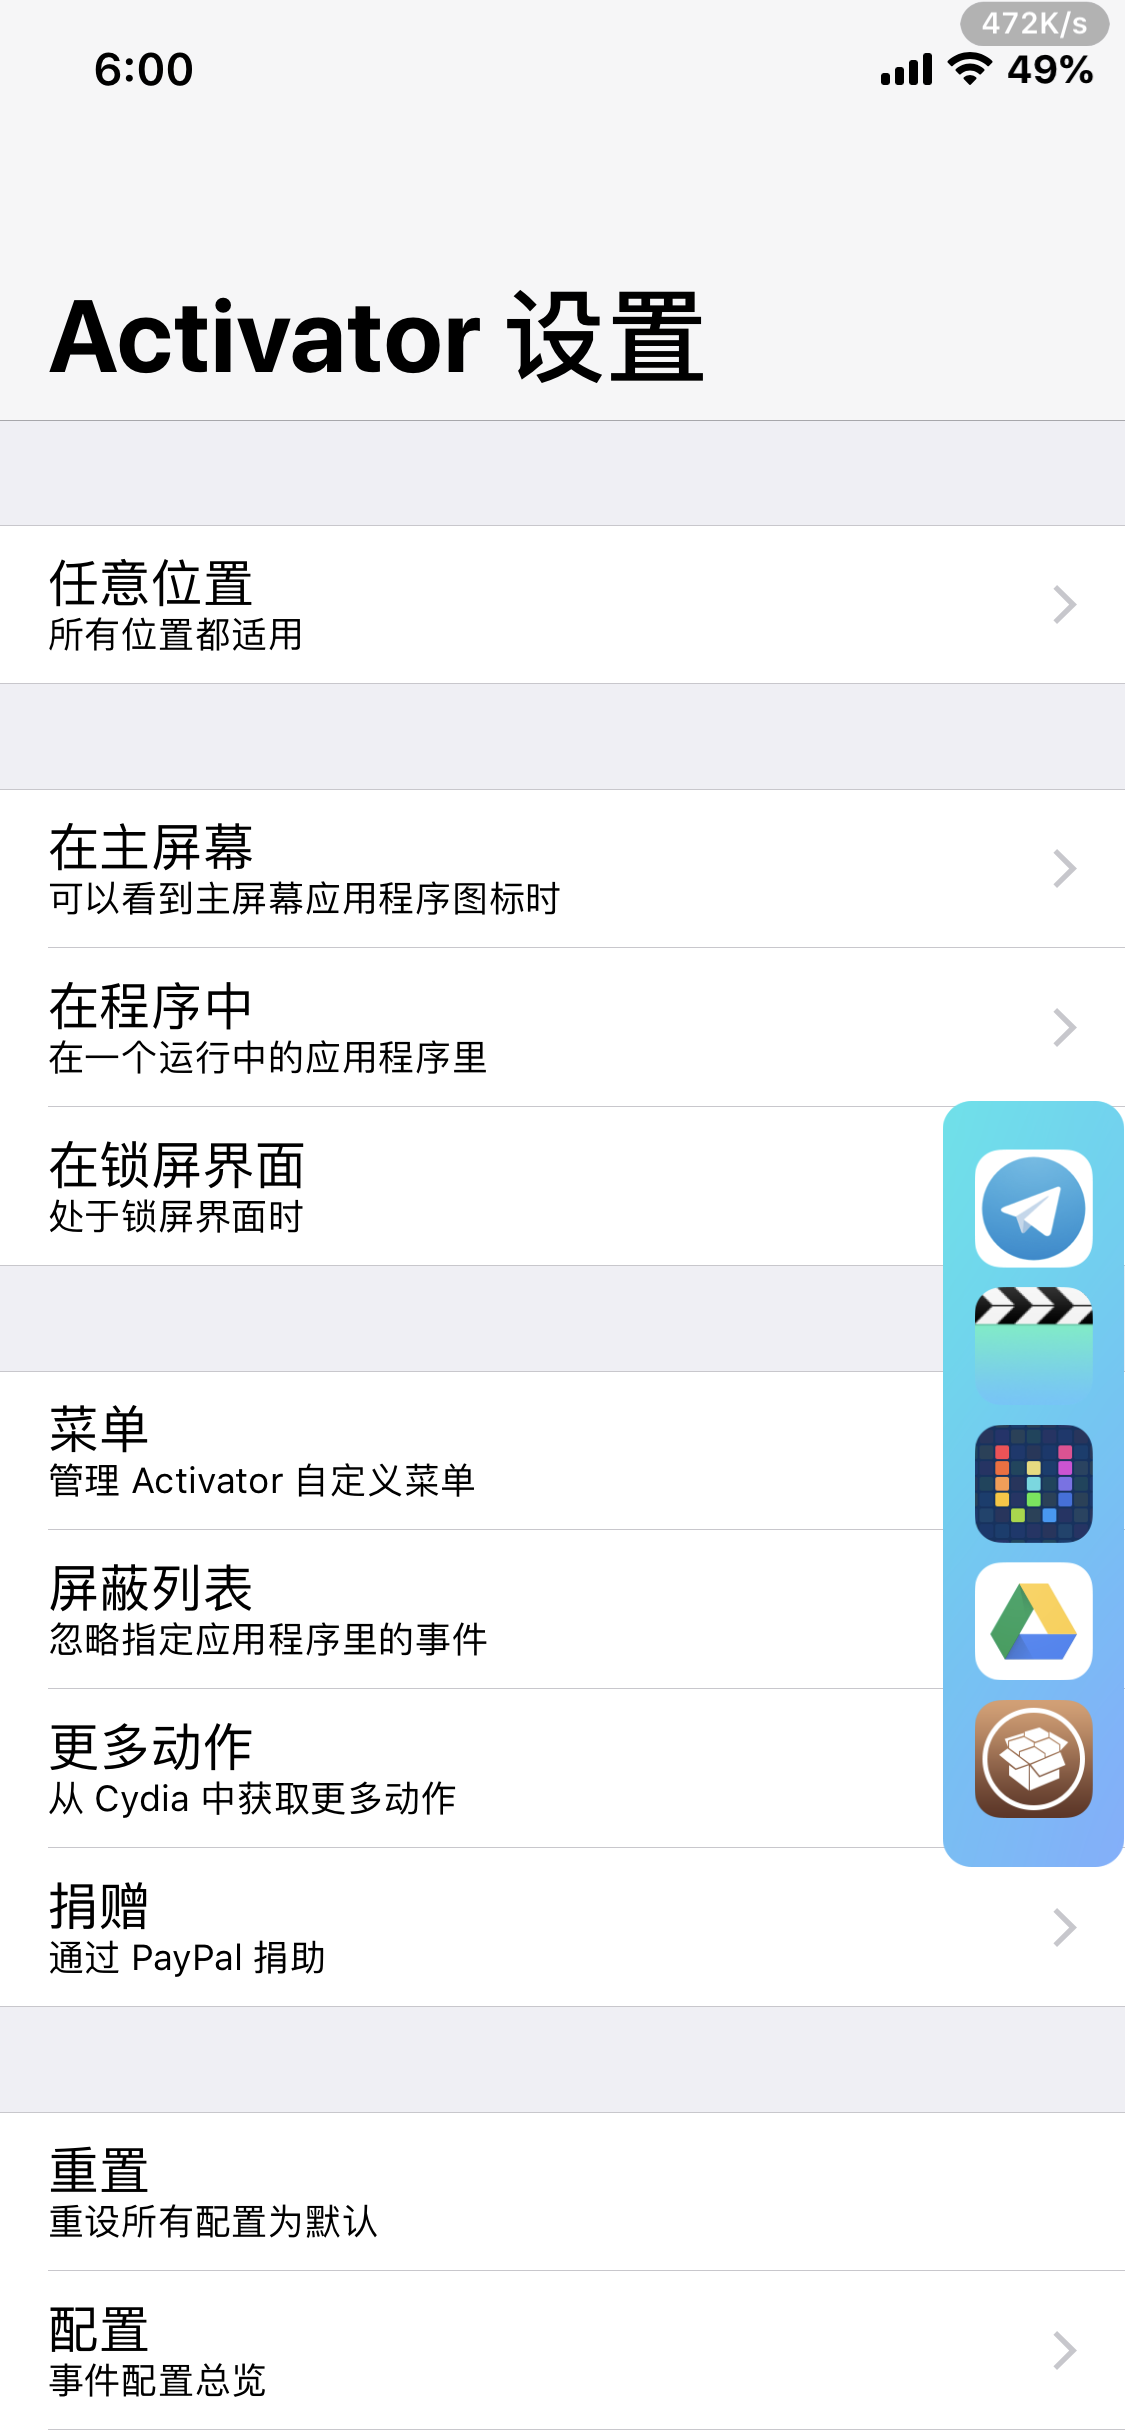 472K/s
6:00
49%
Activator 设置
任意位置
所有位置都适用
在主屏幕
可以看到主屏幕应用程序图标时
在程序中
在一个运行中的应用程序里
在锁屏界面
处于锁屏界面时
菜单
管理 Activator 自定义菜单
屏蔽列表
忽略指定应用程序里的事件
更多动作
从 Cydia 中获取更多动作
捐赠
通过 PayPal 捐助
重置
重设所有配置为默认
配置
事件配置总览